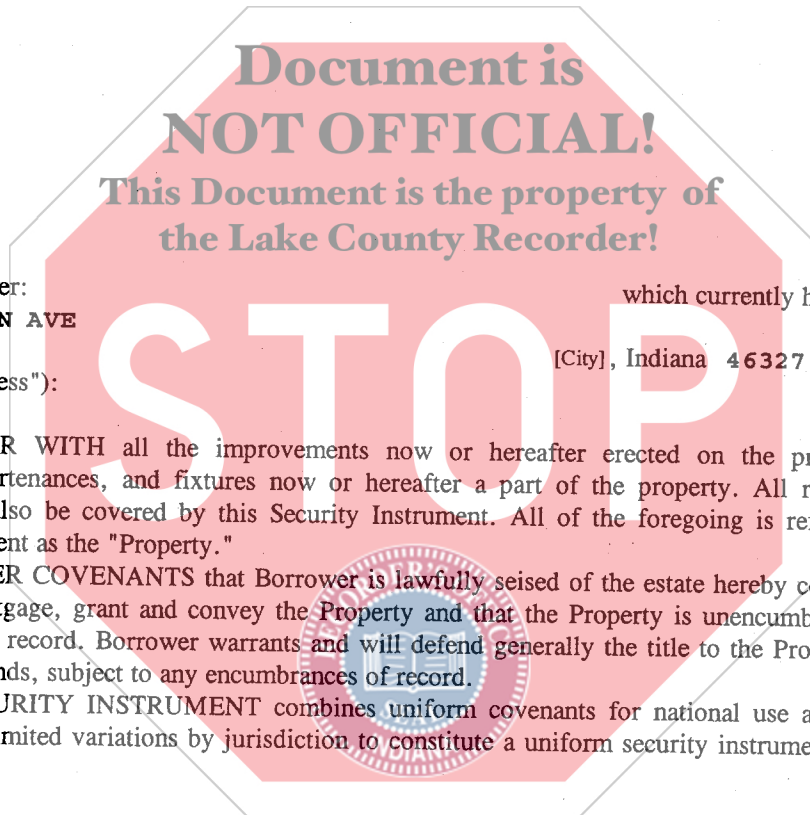 Document is
NOT OFFICIAL!
This Document is the property of
the Lake County Recorder!
er:
which currently h
N AVE
[City], Indiana 46327
ess"):
STOP
R WITH all the improvements now or hereafter erected on the pr
rtenances, and fixtures now or hereafter a part of the property. All r
lso be covered by this Security Instrument. All of the foregoing is re
ent as the "Property."
ER COVENANTS that Borrower is lawfully seised of the estate hereby c
tgage, grant and convey the Property and that the Property is unencumb
record. Borrower warrants and will defend generally the title to the Pro
nds, subject to any encumbrances of record.
URITY INSTRUMENT combines uniform covenants for national use a
mited variations by jurisdiction to constitute a uniform security instrume
INDIANA